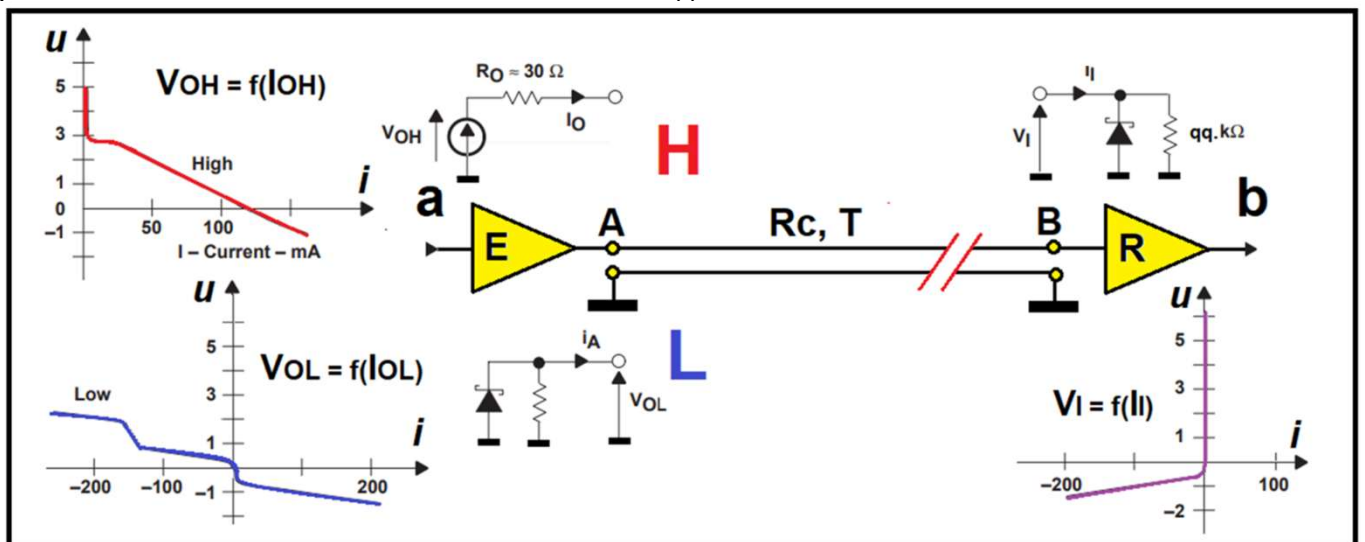 u
5
3
1
0
–1
VOH = f(IOH)
High
i
50
100
I – Current – mA
RO ≈ 30 Ω
VOH
IO
H
II
VI
qq.kΩ
a
E
A
Rc, T
B
R
b
u
5
3
1
–1
VOL = f(IOL)
Low
i
–200
–100
200
iA
VOL
L
u
5
3
1
–2
VI = f(II)
i
–200
100